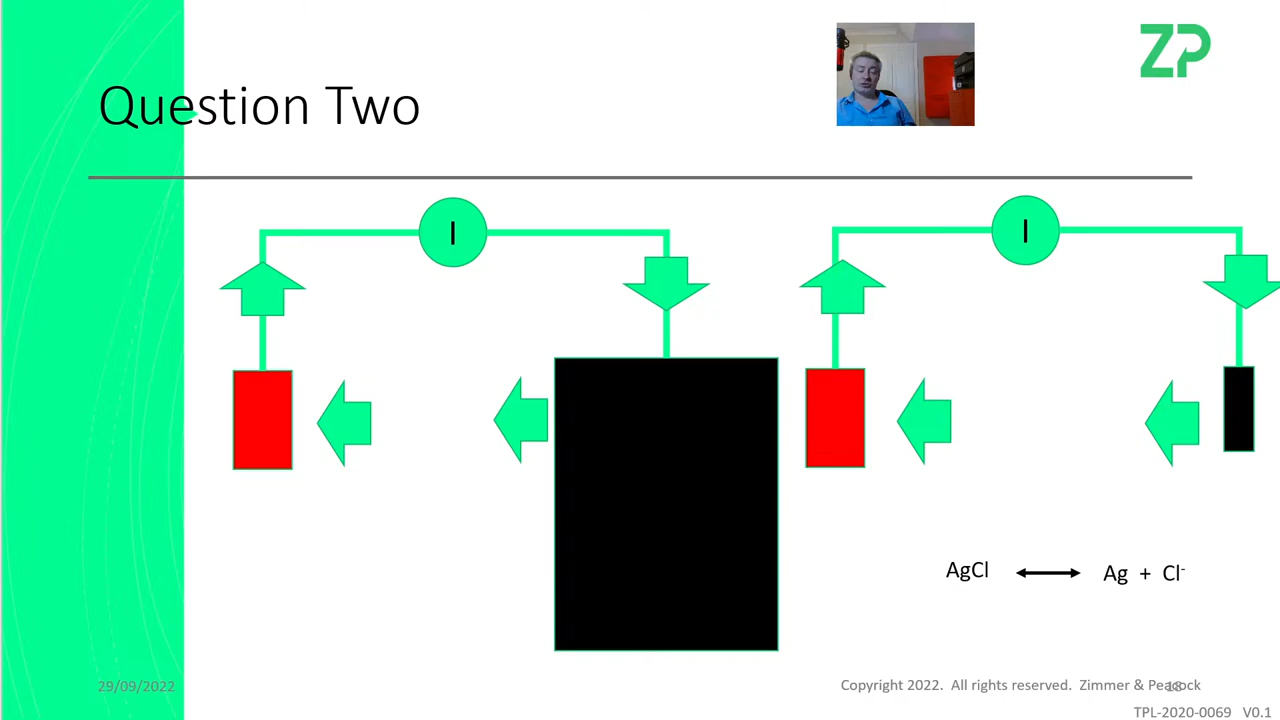 ZP
Question Two
I
I
AgCl ⟷ Ag + Cl⁻
29/09/2022
Copyright 2022. All rights reserved. Zimmer & Peacock
18
TPL-2020-0069 V0.1